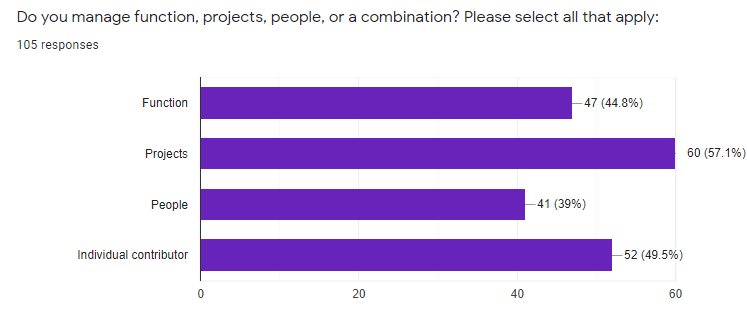 Do you manage function, projects, people, or a combination? Please select all that apply:
105 responses
Function
47 (44.8%)
Projects
60 (57.1%)
People
41 (39%)
Individual contributor
52 (49.5%)
0
20
40
60